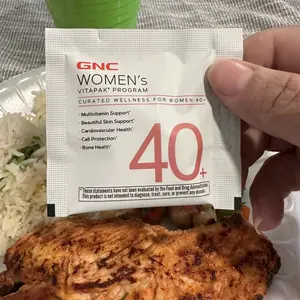 GNC
WOMEN's
VITAPAK® PROGRAM
CURATED WELLNESS FOR WOMEN 40+
• Multivitamin Support*
• Beautiful Skin Support*
• Cardiovascular Health*
• Cell Protection*
• Bone Health*
40+
*These statements have not been evaluated by the Food and Drug Administration.
This product is not intended to diagnose, treat, cure, or prevent any disease.